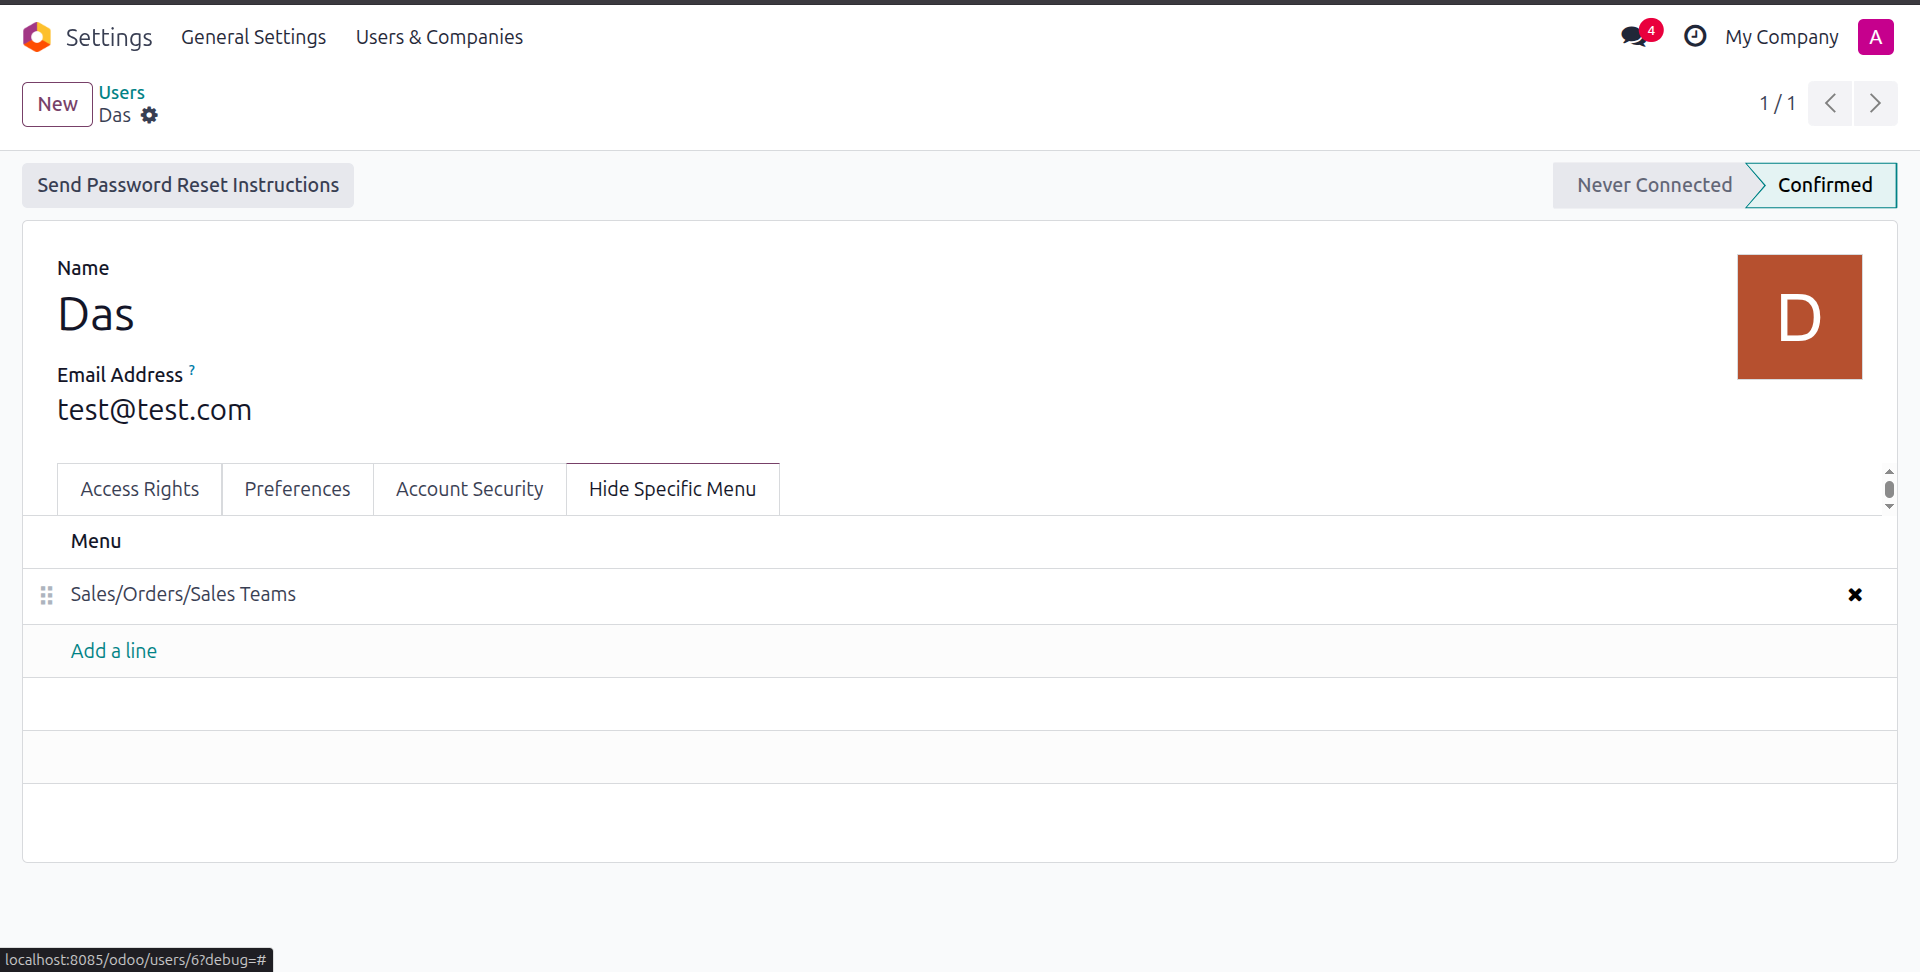 Settings General Settings Users & Companies 4 My Company A
New Users 1 / 1
Das
Send Password Reset Instructions Never Connected Confirmed
Name
Das
D
Email Address ?
test@test.com
Access Rights Preferences Account Security Hide Specific Menu
Menu
Sales/Orders/Sales Teams
Add a line
localhost:8085/odoo/users/6?debug=#